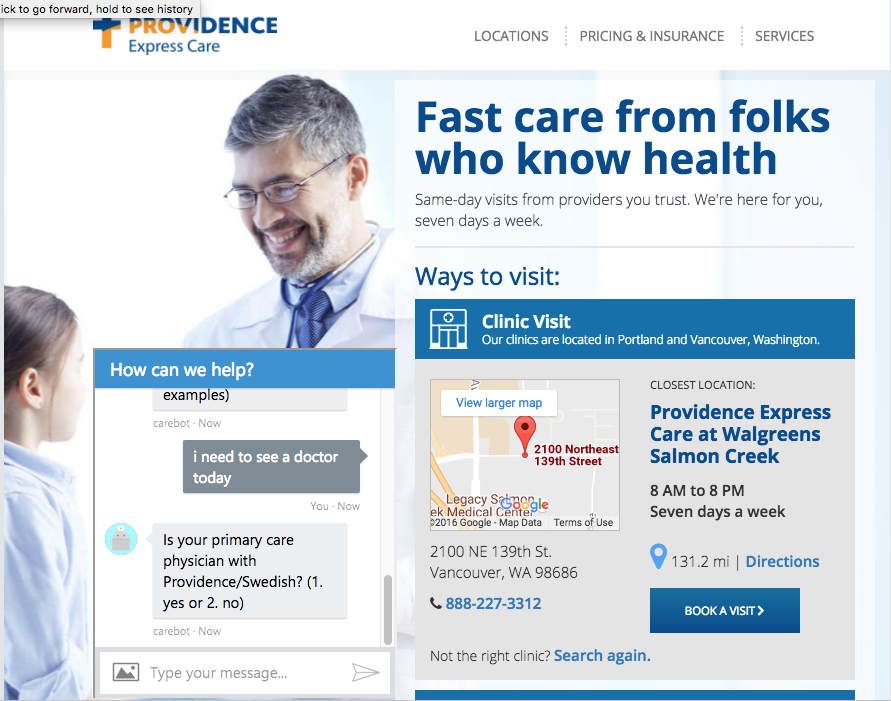 ick to go forward, hold to see history
PROVIDENCE
Express Care
LOCATIONS
PRICING & INSURANCE
SERVICES
Fast care from folks
who know health
Same-day visits from providers you trust. We're here for you,
seven days a week.
Ways to visit:
Clinic Visit
Our clinics are located in Portland and Vancouver, Washington.
View larger map
2100 Northeast
139th Street
Legacy Salmon
ek Medical Center
Google
©2016 Google - Map Data
Terms of Use
CLOSEST LOCATION:
Providence Express
Care at Walgreens
Salmon Creek
8 AM to 8 PM
Seven days a week
2100 NE 139th St.
Vancouver, WA 98686
888-227-3312
131.2 mi | Directions
BOOK A VISIT
Not the right clinic? Search again.
How can we help?
examples)
carebot · Now
i need to see a doctor
today
You · Now
Is your primary care
physician with
Providence/Swedish? (1.
yes or 2. no)
carebot · Now
Type your message...